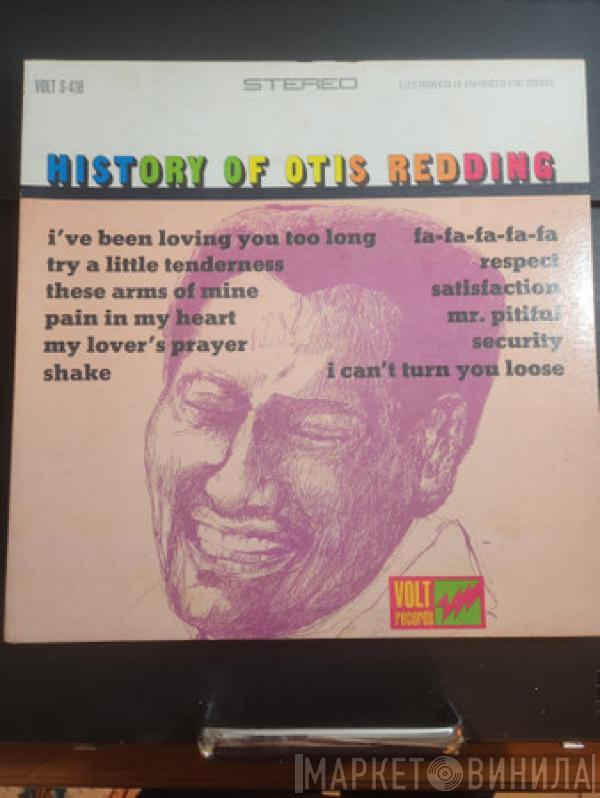 VOLT S-418
STEREO
ELECTRONICALLY ENHANCED FOR STEREO
HISTORY OF OTIS REDDING
i've been loving you too long
try a little tenderness
these arms of mine
pain in my heart
my lover's prayer
shake
fa-fa-fa-fa-fa
respect
satisfaction
mr. pitiful
security
i can't turn you loose
VOLT
records
МАРКЕТ ВИНИЛА